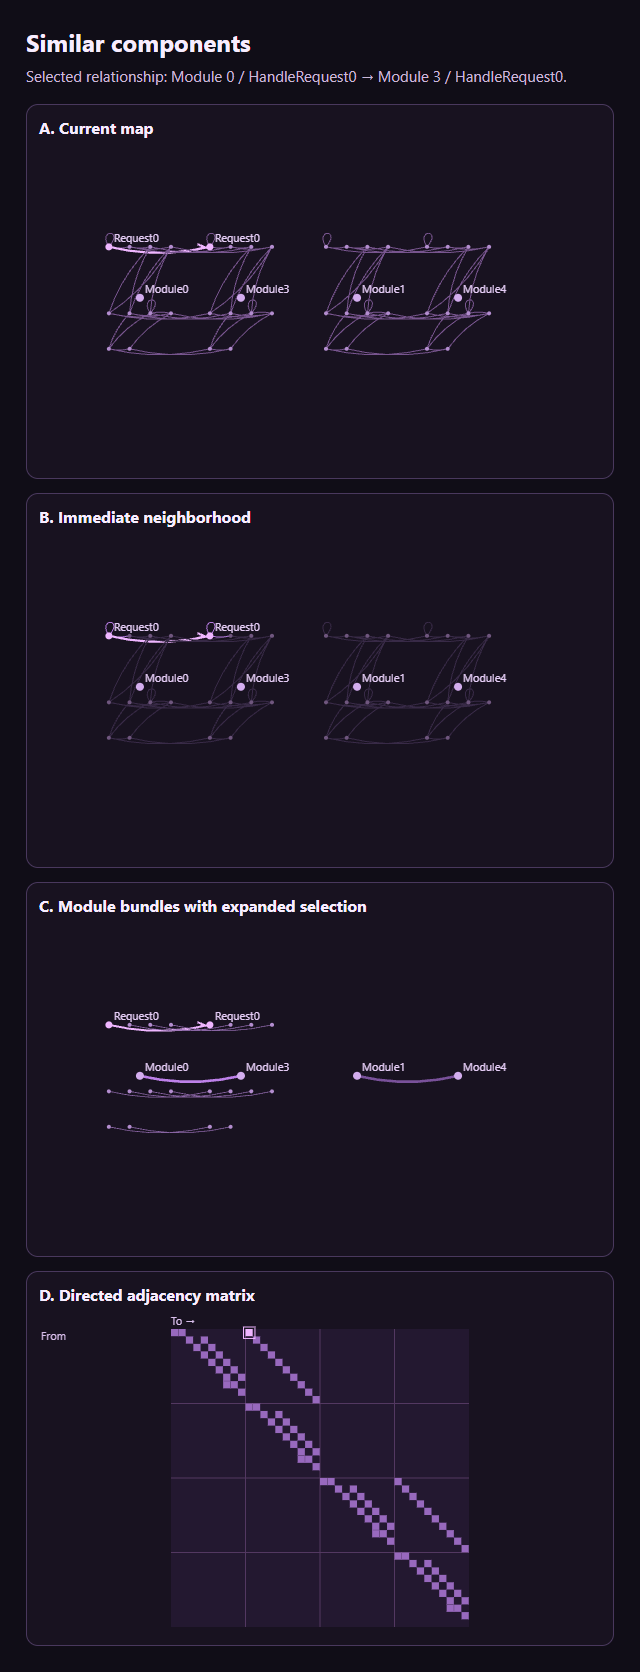 Similar components
Selected relationship: Module 0 / HandleRequest0 → Module 3 / HandleRequest0.
A. Current map
Request0 Request0
Module0 Module3 Module1 Module4
B. Immediate neighborhood
Request0 Request0
Module0 Module3 Module1 Module4
C. Module bundles with expanded selection
Request0 Request0
Module0 Module3 Module1 Module4
D. Directed adjacency matrix
To →
From